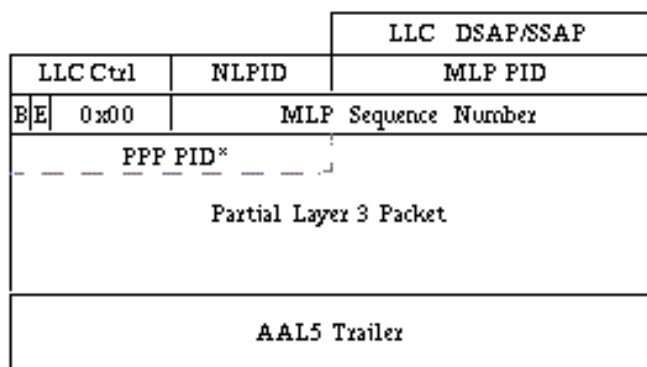 LLC DSAP/SSAP
LLC Ctrl NLPID MLP PID
B E 0x00 MLP Sequence Number
PPP PID*
Partial Layer 3 Packet
AAL5 Trailer